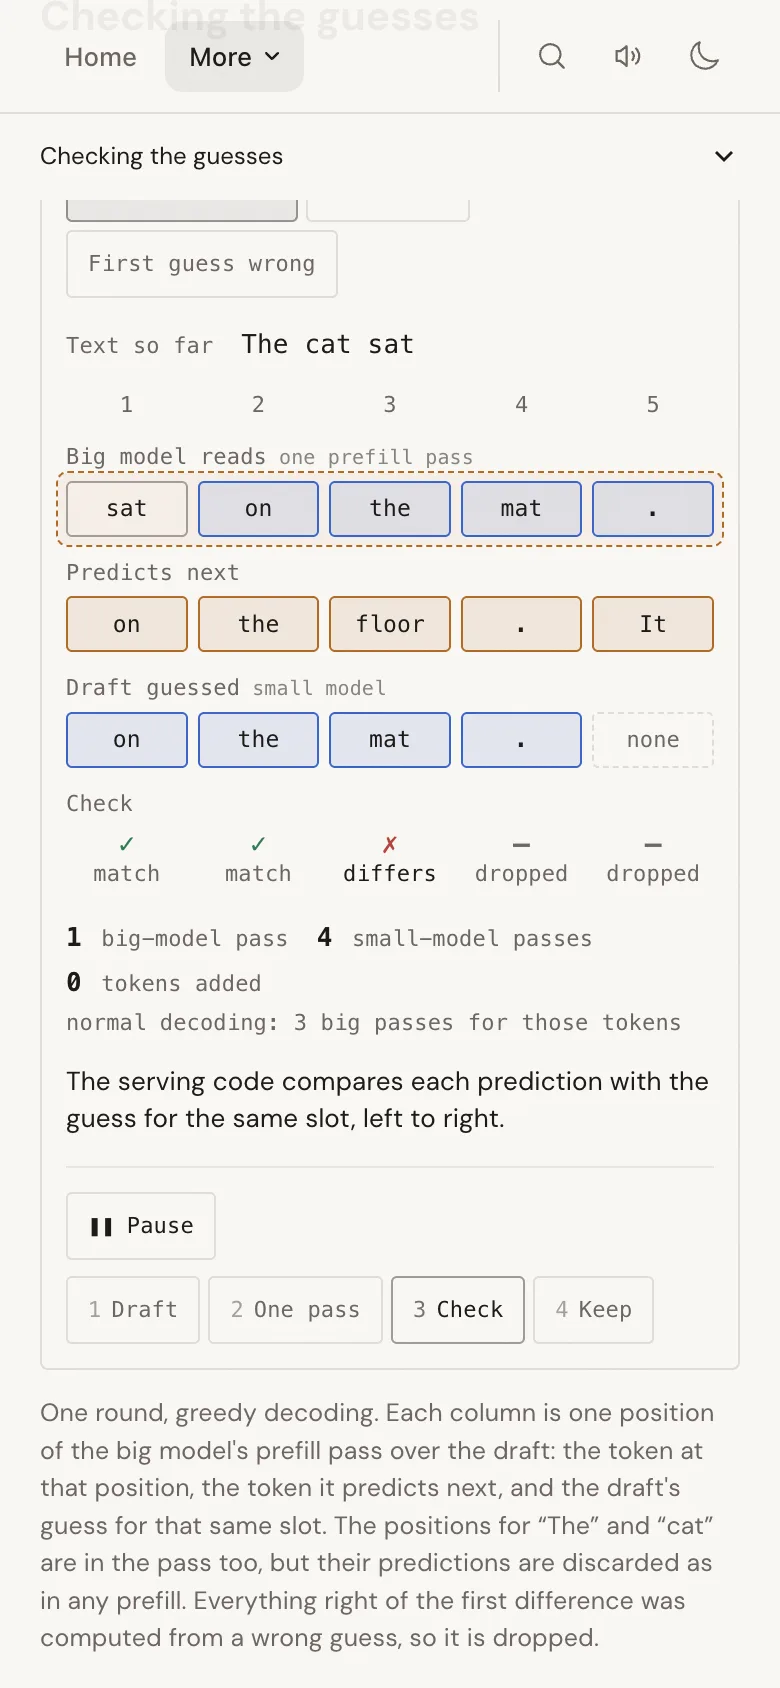 Checking the guesses
Home More
Checking the guesses
First guess wrong
Text so far The cat sat
1 2 3 4 5
Big model reads one prefill pass
sat on the mat .
Predicts next
on the floor . It
Draft guessed small model
on the mat . none
Check
✓ ✓ ✗ — —
match match differs dropped dropped
1 big-model pass 4 small-model passes
0 tokens added
normal decoding: 3 big passes for those tokens
The serving code compares each prediction with the
guess for the same slot, left to right.
Pause
1 Draft 2 One pass 3 Check 4 Keep
One round, greedy decoding. Each column is one position
of the big model's prefill pass over the draft: the token at
that position, the token it predicts next, and the draft's
guess for that same slot. The positions for “The” and “cat”
are in the pass too, but their predictions are discarded as
in any prefill. Everything right of the first difference was
computed from a wrong guess, so it is dropped.